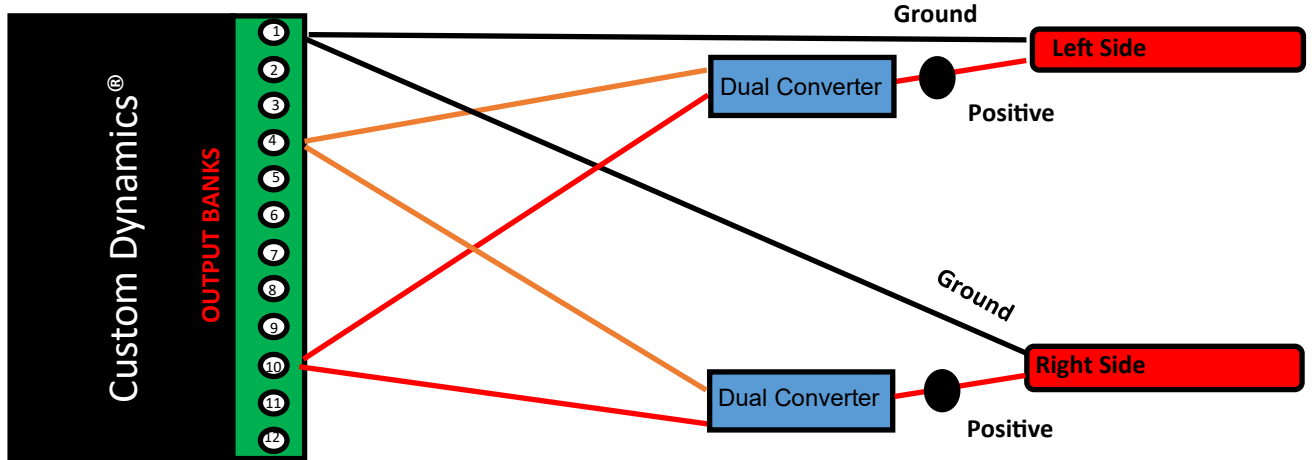 Custom Dynamics®
OUTPUT BANKS
1
2
3
4
5
6
7
8
9
10
11
12
Ground
Left Side
Dual Converter
Positive
Ground
Right Side
Dual Converter
Positive